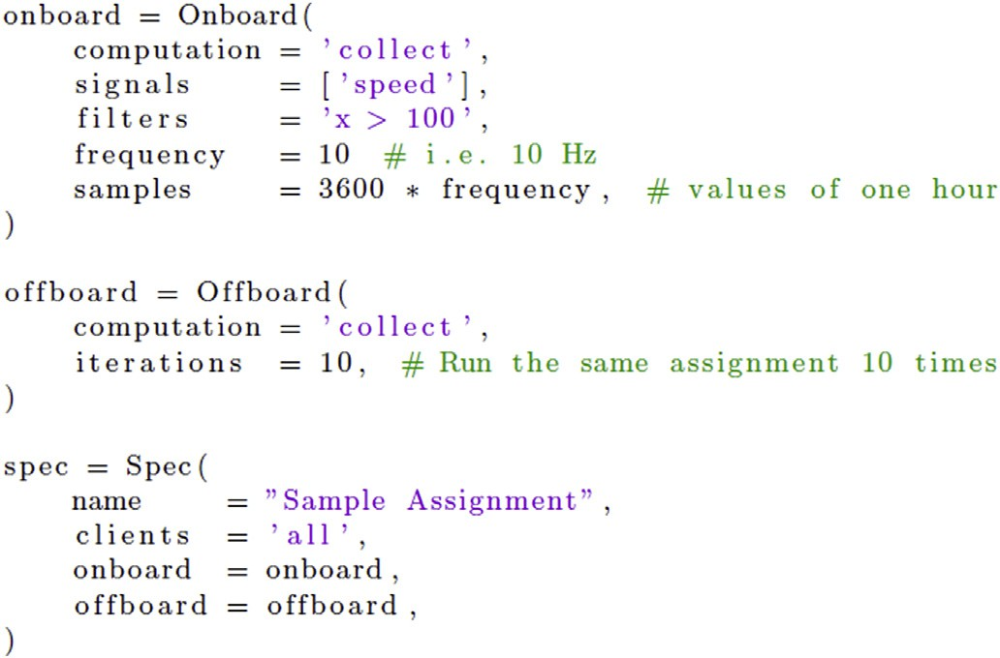 onboard = Onboard(
    computation = 'collect',
    signals     = ['speed'],
    filters     = 'x > 100',
    frequency   = 10  # i.e. 10 Hz
    samples     = 3600 * frequency,  # values of one hour
)

offboard = Offboard(
    computation = 'collect',
    iterations  = 10,  # Run the same assignment 10 times
)

spec = Spec(
    name     = "Sample Assignment",
    clients  = 'all',
    onboard  = onboard,
    offboard = offboard,
)